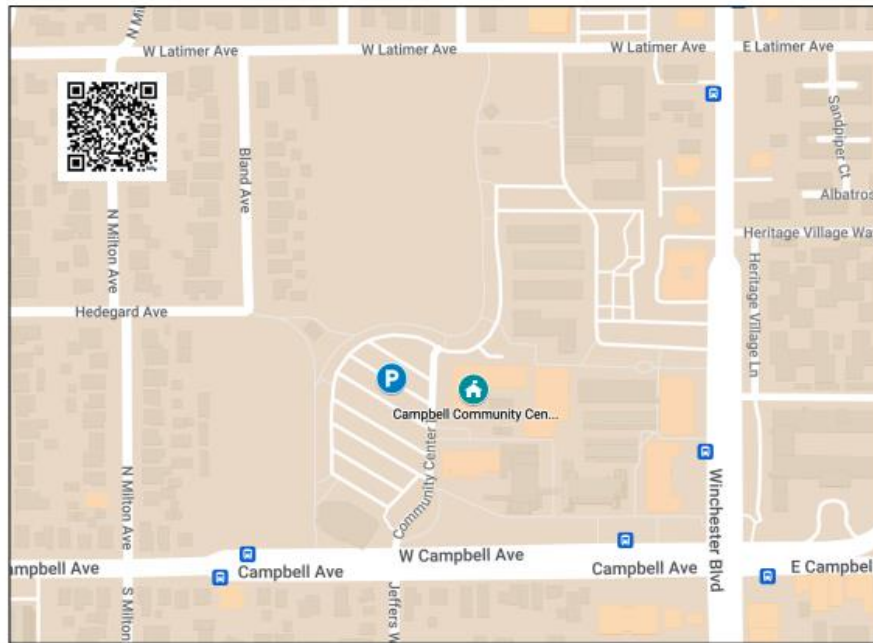 N Mi
W Latimer Ave
W Latimer Ave
W Latimer Ave
E Latimer Ave
Sandpiper Ct
Bland Ave
N Milton Ave
Albatros
Heritage Village Wa
Heritage Village Ln
Hedegard Ave
P
Campbell Community Cen...
Community Center
N Milton Ave
Winchester Blvd
W Campbell Ave
mpbell Ave
Campbell Ave
Campbell Ave
E Campbel
S Milton
Jeffers W